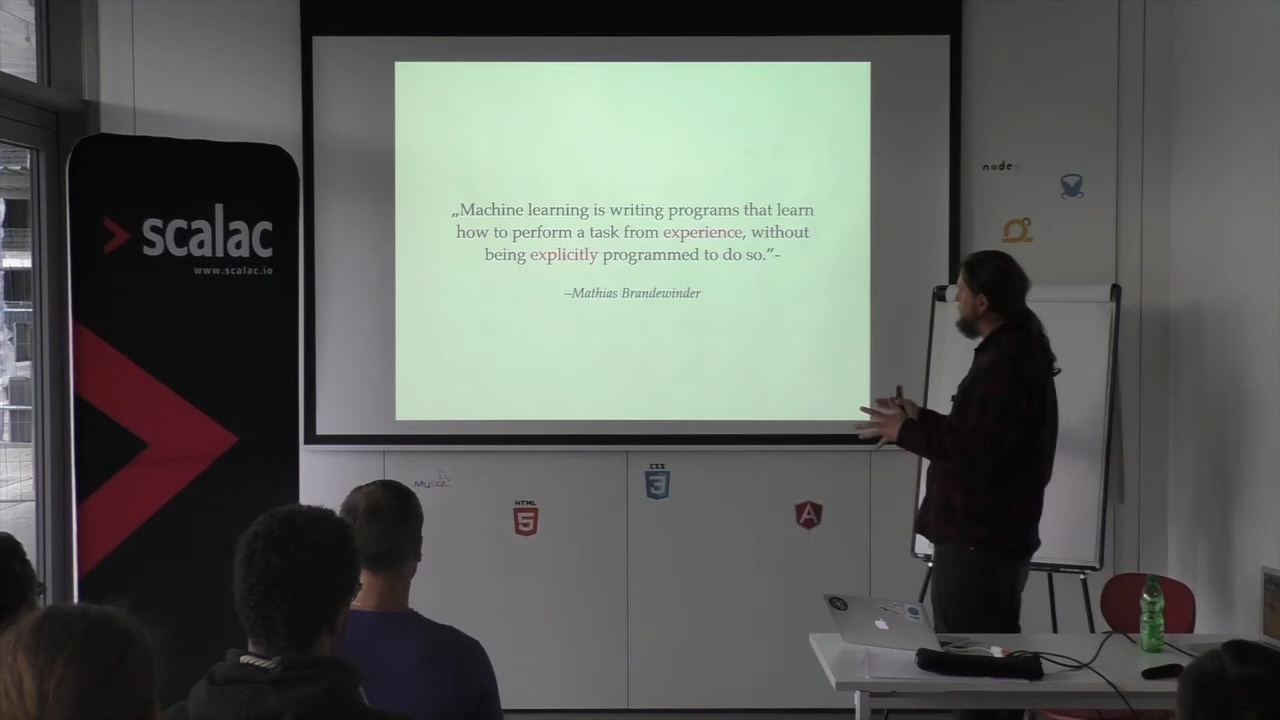 scalac
www.scalac.io
„Machine learning is writing programs that learn
how to perform a task from experience, without
being explicitly programmed to do so.”-
–Mathias Brandewinder
node
MySQL
HTML
5
CSS
3
A